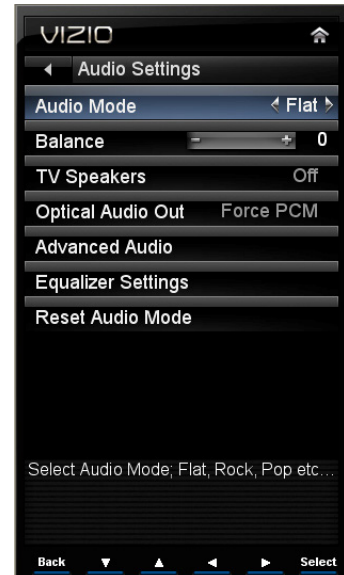 VIZIO
Audio Settings
Audio Mode Flat
Balance - + 0
TV Speakers Off
Optical Audio Out Force PCM
Advanced Audio
Equalizer Settings
Reset Audio Mode
Select Audio Mode; Flat, Rock, Pop etc...
Back Select